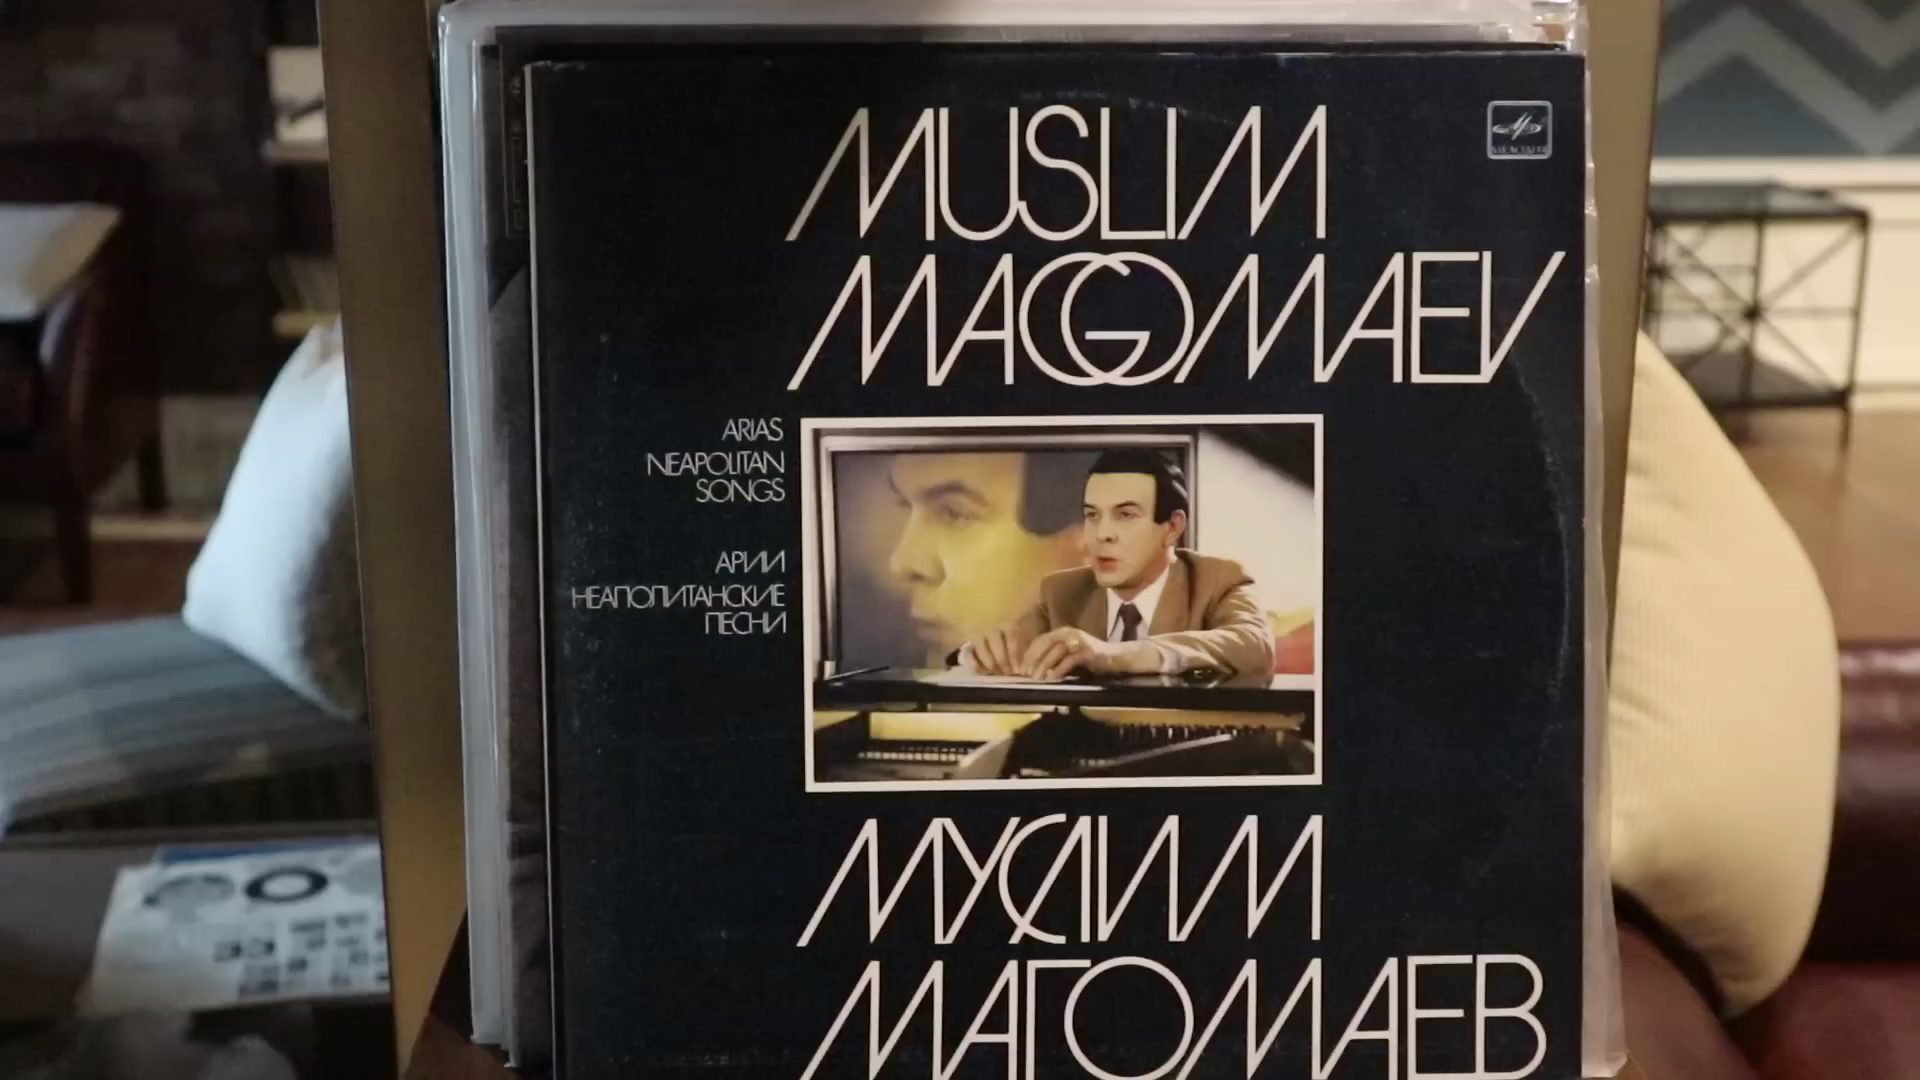 MUSLIM
MAGOMAEV
ARIAS
NEAPOLITAN
SONGS
АРИИ
НЕАПОЛИТАНСКИЕ
ПЕСНИ
МУСЛИМ
МАГОМАЕВ